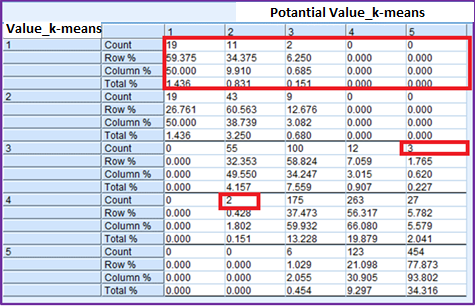 Potantial Value_k-means
Value_k-means
1 2 3 4 5
1 Count 19 11 2 0 0
Row % 59.375 34.375 6.250 0.000 0.000
Column % 50.000 9.910 0.685 0.000 0.000
Total % 1.436 0.831 0.151 0.000 0.000
2 Count 19 43 9 0 0
Row % 26.761 60.563 12.676 0.000 0.000
Column % 50.000 38.739 3.082 0.000 0.000
Total % 1.436 3.250 0.680 0.000 0.000
3 Count 0 55 100 12 3
Row % 0.000 32.353 58.824 7.059 1.765
Column % 0.000 49.550 34.247 3.015 0.620
Total % 0.000 4.157 7.559 0.907 0.227
4 Count 0 2 175 263 27
Row % 0.000 0.428 37.473 56.317 5.782
Column % 0.000 1.802 59.932 66.080 5.579
Total % 0.000 0.151 13.228 19.879 2.041
5 Count 0 0 6 123 454
Row % 0.000 0.000 1.029 21.098 77.873
Column % 0.000 0.000 2.055 30.905 93.802
Total % 0.000 0.000 0.454 9.297 34.316